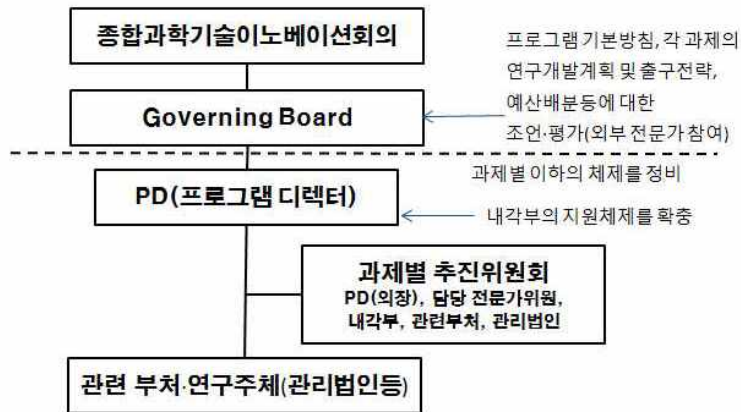 종합과학기술이노베이션회의
프로그램 기본방침, 각 과제의
연구개발계획 및 출구전략,
예산배분등에 대한
조언·평가(외부 전문가 참여)
Governing Board
과제별 이하의 체제를 정비
PD(프로그램 디렉터)
내각부의 지원체제를 확충
과제별 추진위원회
PD(외장), 담당 전문가위원,
내각부, 관련부처, 관리법인
관련 부처·연구주체(관리법인등)